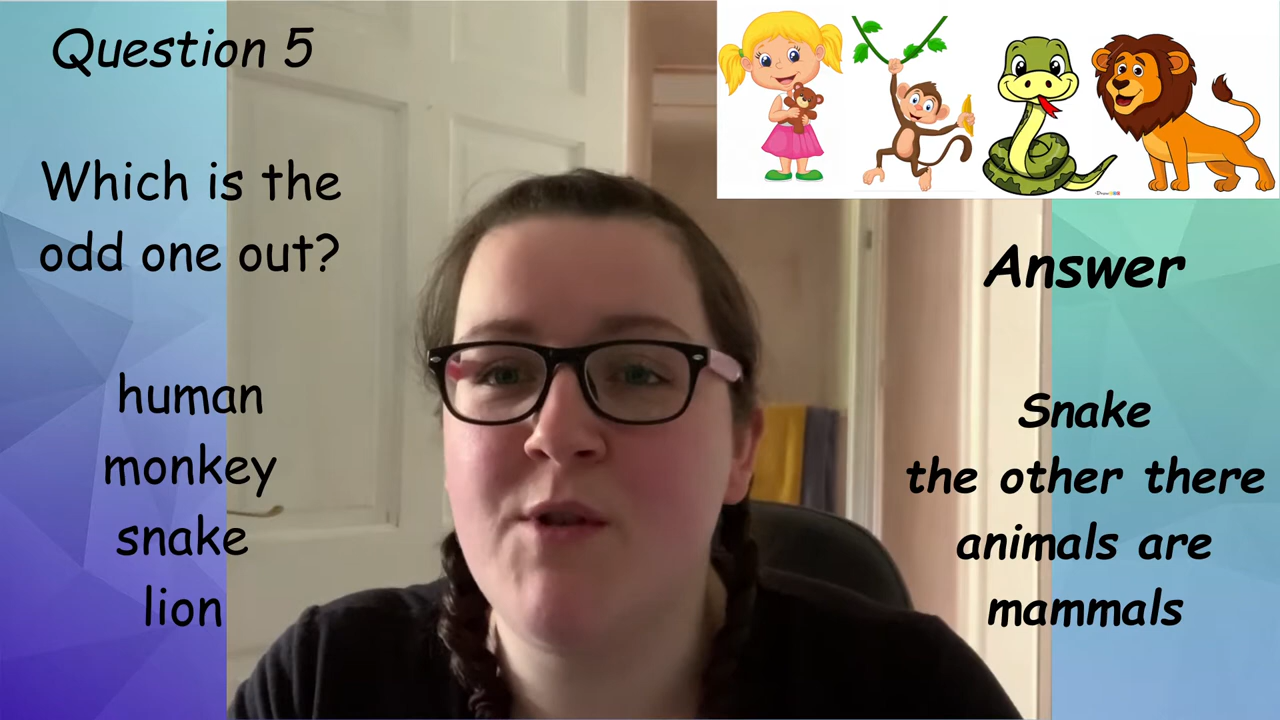 Question 5
Which is the
odd one out?
human
monkey
snake
lion
Answer
Snake
the other there
animals are
mammals